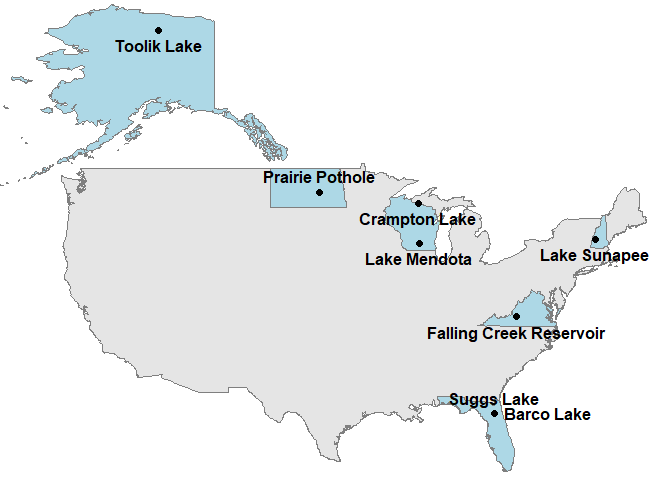 Toolik Lake
Prairie Pothole
Crampton Lake
Lake Mendota
Lake Sunapee
Falling Creek Reservoir
Suggs Lake
Barco Lake